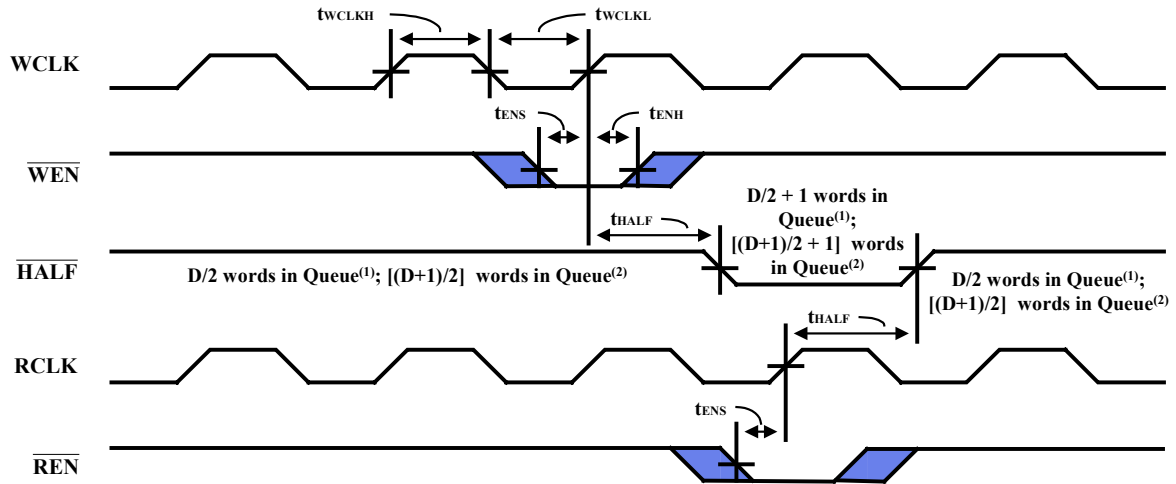 tWCLKH
tWCLKL
WCLK
tENS
tENH
WEN
D/2 + 1 words in
Queue(1);
[(D+1)/2 + 1] words
in Queue(2)
tHALF
HALF
D/2 words in Queue(1); [(D+1)/2] words in Queue(2)
D/2 words in Queue(1);
[(D+1)/2] words in Queue(2)
tHALF
RCLK
tENS
REN